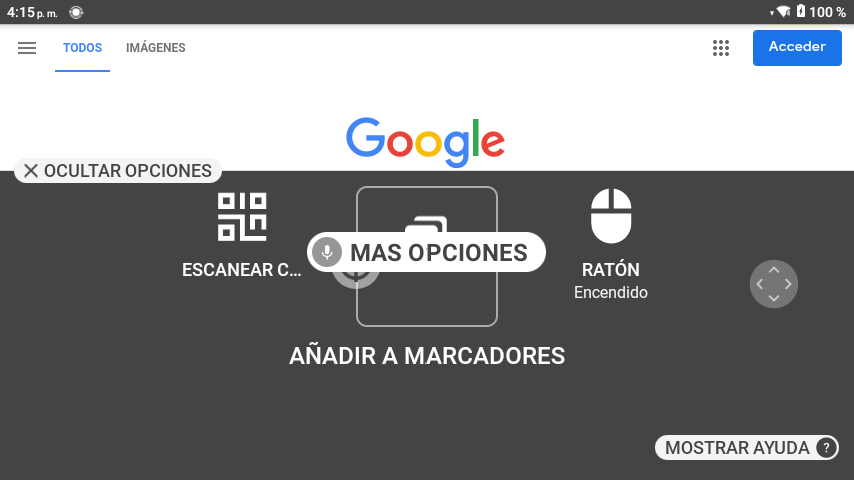 4:15 p. m.
100 %
TODOS
IMÁGENES
Acceder
Google
OCULTAR OPCIONES
MAS OPCIONES
ESCANEAR C...
RATÓN
Encendido
AÑADIR A MARCADORES
MOSTRAR AYUDA ?